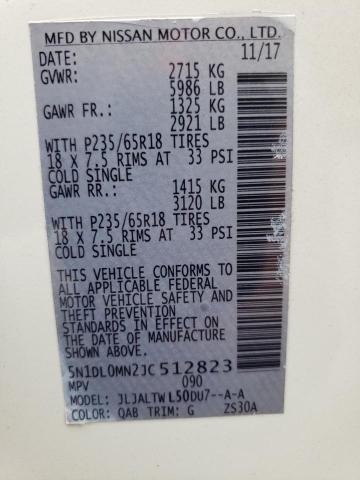 MFD BY NISSAN MOTOR CO., LTD.
DATE: 11/17
GVWR: 2715 KG
5986 LB
GAWR FR.: 1325 KG
2921 LB
WITH P235/65R18 TIRES
18 X 7.5 RIMS AT 33 PSI
COLD SINGLE
GAWR RR.: 1415 KG
3120 LB
WITH P235/65R18 TIRES
18 X 7.5 RIMS AT 33 PSI
COLD SINGLE
THIS VEHICLE CONFORMS TO
ALL APPLICABLE FEDERAL
MOTOR VEHICLE SAFETY AND
THEFT PREVENTION
STANDARDS IN EFFECT ON
THE DATE OF MANUFACTURE
SHOWN ABOVE.
5N1DL0MN2JC512823
MPV 090
MODEL: JLJALTWL50DU7--A-A
COLOR: QAB TRIM: G ZS30A